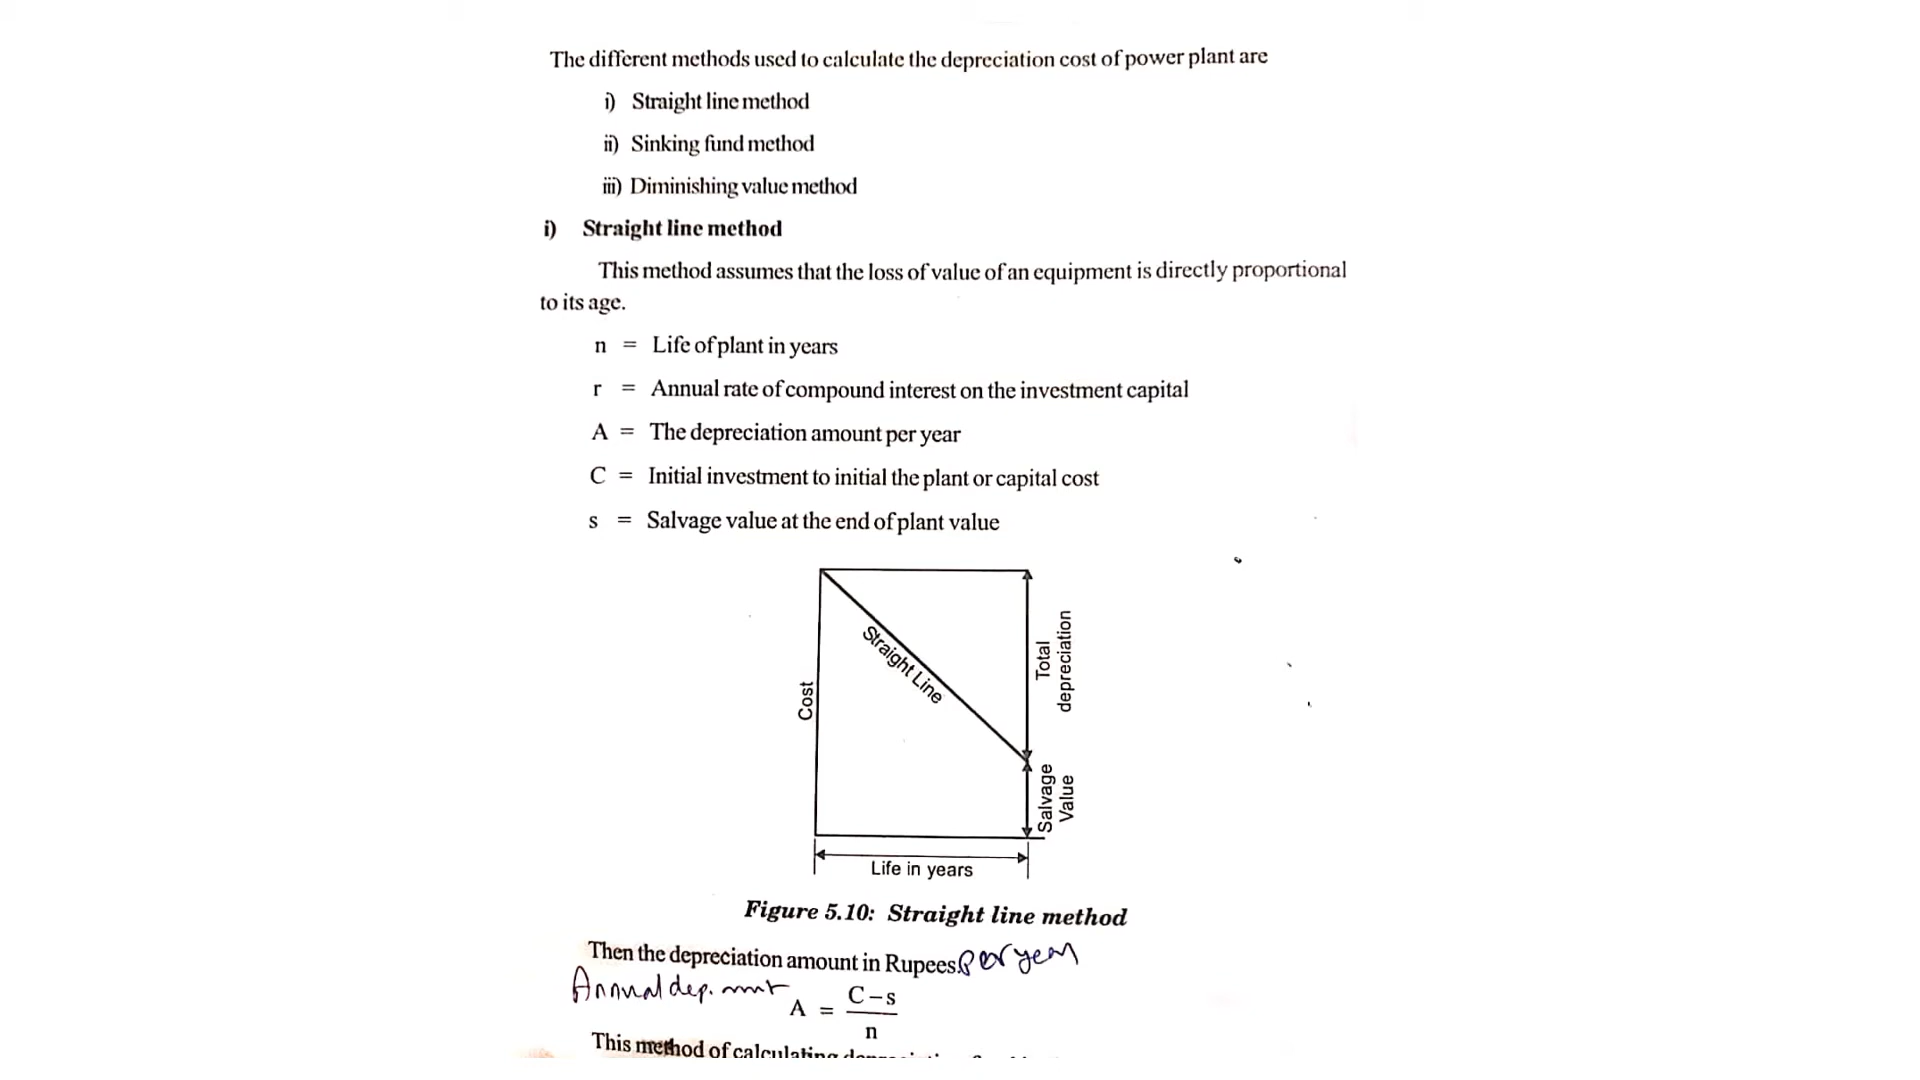 The different methods used to calculate the depreciation cost of power plant are
i) Straight line method
ii) Sinking fund method
iii) Diminishing value method
i) Straight line method
This method assumes that the loss of value of an equipment is directly proportional
to its age.
n = Life of plant in years
r = Annual rate of compound interest on the investment capital
A = The depreciation amount per year
C = Initial investment to initial the plant or capital cost
s = Salvage value at the end of plant value
Cost
Straight Line
Total
depreciation
Salvage
Value
Life in years
Figure 5.10: Straight line method
Then the depreciation amount in Rupees per year
Annual dep. amt
A = C - s
n
This method of calculating